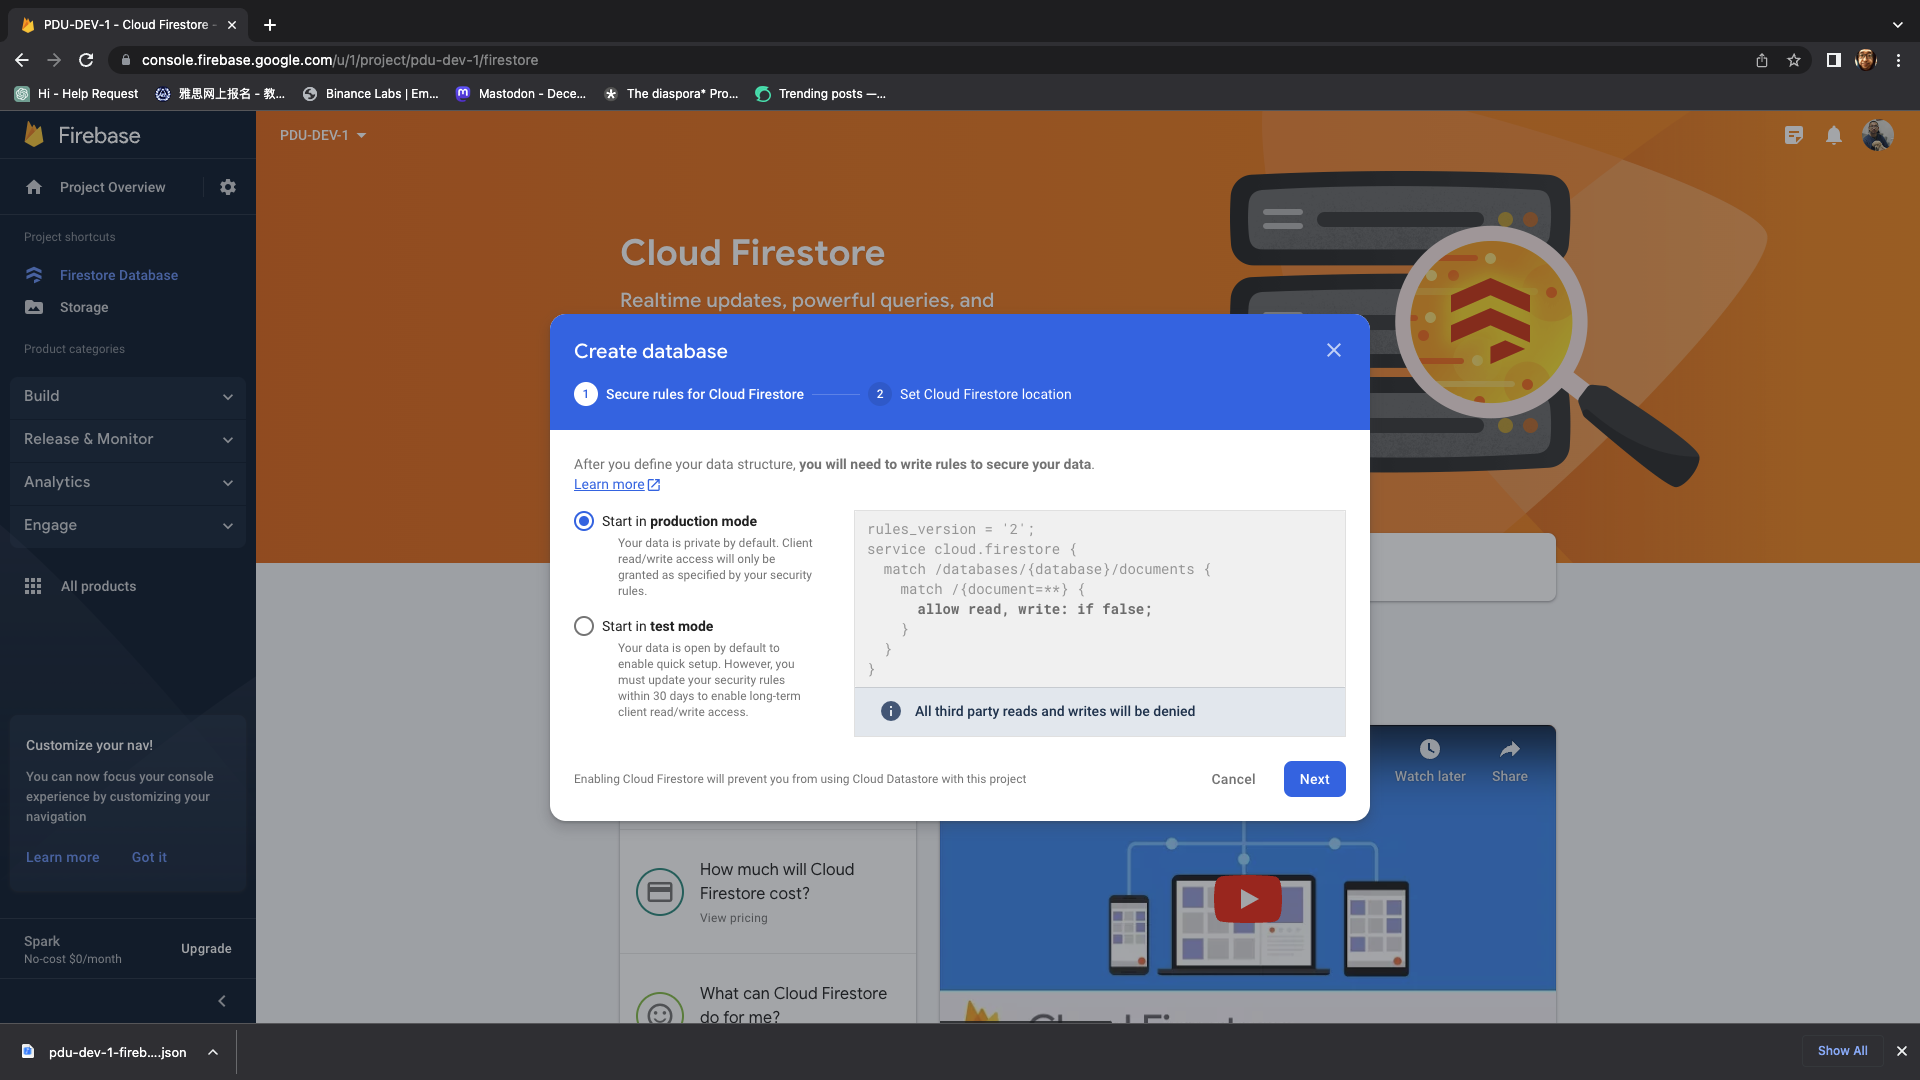 PDU-DEV-1 - Cloud Firestore -
console.firebase.google.com/u/1/project/pdu-dev-1/firestore
Hi - Help Request
雅思网上报名 - 教...
Binance Labs | Em...
Mastodon - Dece...
The diaspora* Pro...
Trending posts —...
Firebase
PDU-DEV-1
Project Overview
Project shortcuts
Firestore Database
Storage
Product categories
Build
Release & Monitor
Analytics
Engage
All products
Customize your nav!
You can now focus your console
experience by customizing your
navigation
Learn more
Got it
Spark
No-cost $0/month
Upgrade
Cloud Firestore
Realtime updates, powerful queries, and
Create database
1 Secure rules for Cloud Firestore
2 Set Cloud Firestore location
After you define your data structure, you will need to write rules to secure your data.
Learn more
Start in production mode
Your data is private by default. Client
read/write access will only be
granted as specified by your security
rules.
Start in test mode
Your data is open by default to
enable quick setup. However, you
must update your security rules
within 30 days to enable long-term
client read/write access.
rules_version = '2';
service cloud.firestore {
match /databases/{database}/documents {
match /{document=**} {
allow read, write: if false;
}
}
}
All third party reads and writes will be denied
Enabling Cloud Firestore will prevent you from using Cloud Datastore with this project
Cancel
Next
Watch later
Share
How much will Cloud
Firestore cost?
View pricing
What can Cloud Firestore
do for me?
pdu-dev-1-fireb....json
Show All